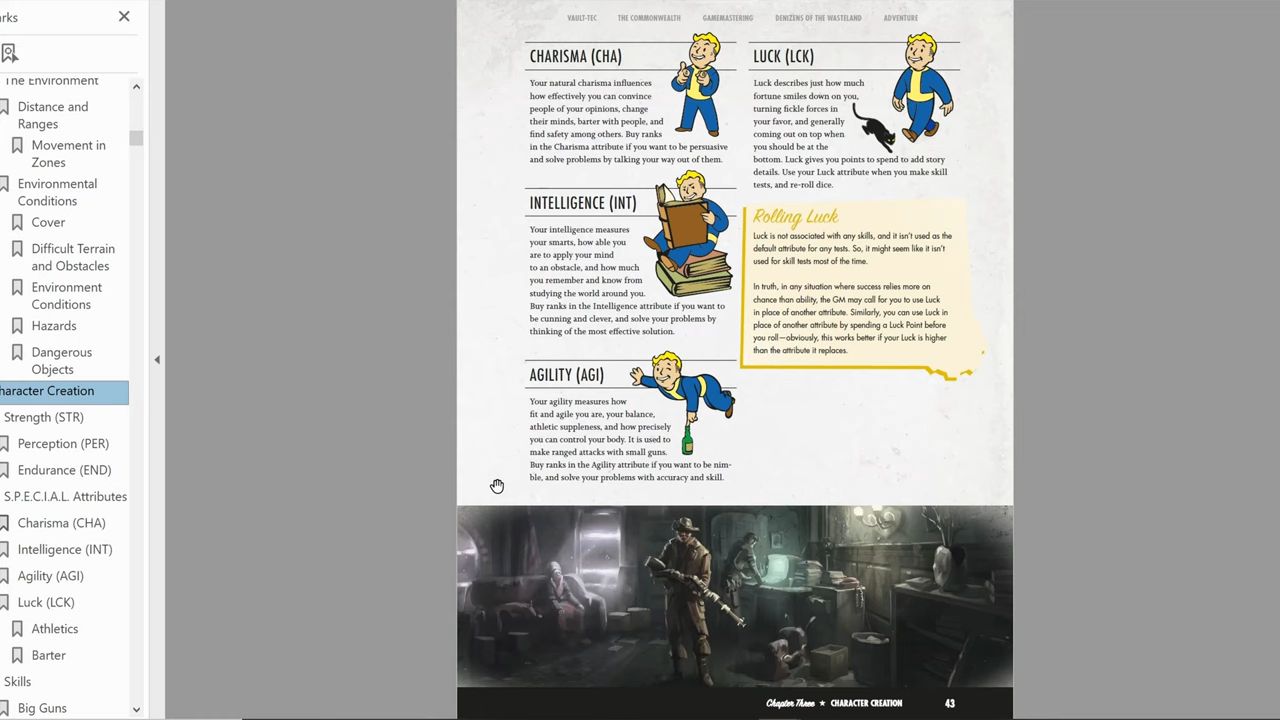 arks
The Environment
Distance and
Ranges
Movement in
Zones
Environmental
Conditions
Cover
Difficult Terrain
and Obstacles
Environment
Conditions
Hazards
Dangerous
Objects
haracter Creation
Strength (STR)
Perception (PER)
Endurance (END)
S.P.E.C.I.A.L. Attributes
Charisma (CHA)
Intelligence (INT)
Agility (AGI)
Luck (LCK)
Athletics
Barter
Skills
Big Guns
VAULT-TEC THE COMMONWEALTH GAMEMASTERING DENIZENS OF THE WASTELAND ADVENTURE
CHARISMA (CHA)
Your natural charisma influences
how effectively you can convince
people of your opinions, change
their minds, barter with people, and
find safety among others. Buy ranks
in the Charisma attribute if you want to be persuasive
and solve problems by talking your way out of them.
INTELLIGENCE (INT)
Your intelligence measures
your smarts, how able you
are to apply your mind
to an obstacle, and how much
you remember and know from
studying the world around you.
Buy ranks in the Intelligence attribute if you want to
be cunning and clever, and solve your problems by
thinking of the most effective solution.
AGILITY (AGI)
Your agility measures how
fit and agile you are, your balance,
athletic suppleness, and how precisely
you can control your body. It is used to
make ranged attacks with small guns.
Buy ranks in the Agility attribute if you want to be nim-
ble, and solve your problems with accuracy and skill.
LUCK (LCK)
Luck describes just how much
fortune smiles down on you,
turning fickle forces in
your favor, and generally
coming out on top when
you should be at the
bottom. Luck gives you points to spend to add story
details. Use your Luck attribute when you make skill
tests, and re-roll dice.
Rolling Luck
Luck is not associated with any skills, and it isn't used as the
default attribute for any tests. So, it might seem like it isn't
used for skill tests most of the time.
In truth, in any situation where success relies more on
chance than ability, the GM may call for you to use Luck
in place of another attribute. Similarly, you can use Luck in
place of another attribute by spending a Luck Point before
you roll—obviously, this works better if your Luck is higher
than the attribute it replaces.
Chapter Three ★ CHARACTER CREATION 43